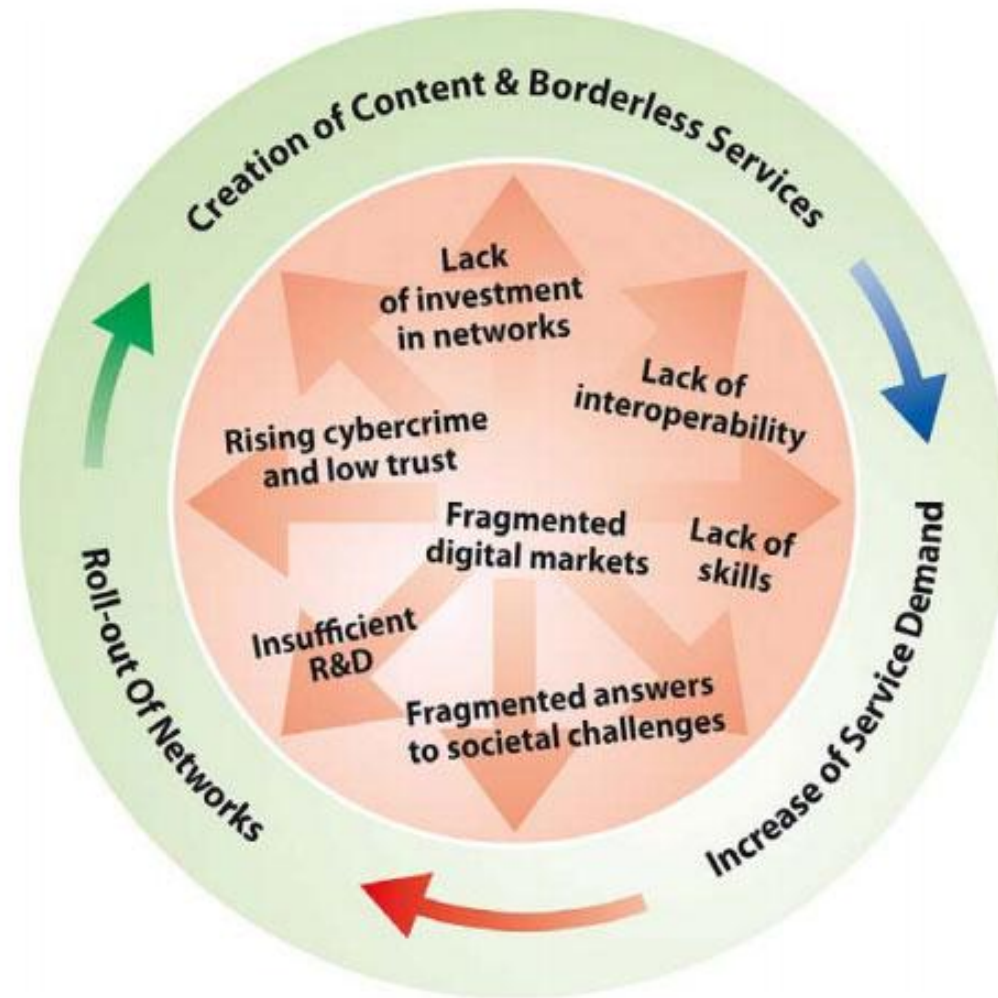 Creation of Content & Borderless Services
Lack
of investment
in networks
Lack of
interoperability
Rising cybercrime
and low trust
Fragmented
digital markets
Lack of
skills
Insufficient
R&D
Fragmented answers
to societal challenges
Increase of Service Demand
Roll-out Of Networks